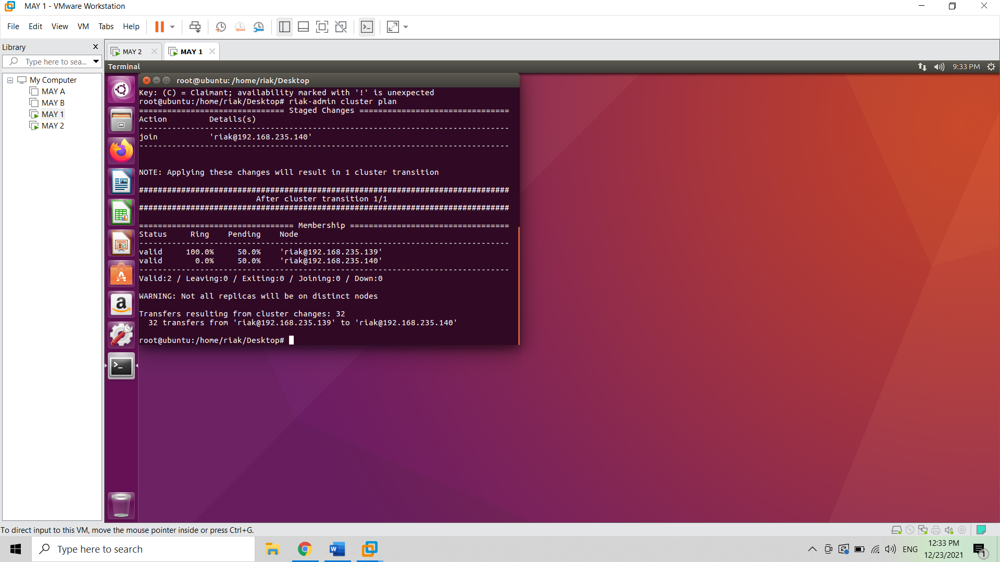 MAY 1 - VMware Workstation
File Edit View VM Tabs Help
Library
Type here to sea...
My Computer
MAY A
MAY B
MAY 1
MAY 2
MAY 2
MAY 1
Terminal
9:33 PM
root@ubuntu: /home/riak/Desktop
Key: (C) = Claimant; availability marked with '!' is unexpected
root@ubuntu:/home/riak/Desktop# riak-admin cluster plan
=============================== Staged Changes ================================
Action         Details(s)
-------------------------------------------------------------------------------
join           'riak@192.168.235.140'
-------------------------------------------------------------------------------
NOTE: Applying these changes will result in 1 cluster transition
###############################################################################
                         After cluster transition 1/1
###############################################################################
================================= Membership ==================================
Status     Ring    Pending    Node
-------------------------------------------------------------------------------
valid     100.0%     50.0%    'riak@192.168.235.139'
valid       0.0%     50.0%    'riak@192.168.235.140'
-------------------------------------------------------------------------------
Valid:2 / Leaving:0 / Exiting:0 / Joining:0 / Down:0
WARNING: Not all replicas will be on distinct nodes
Transfers resulting from cluster changes: 32
  32 transfers from 'riak@192.168.235.139' to 'riak@192.168.235.140'
root@ubuntu:/home/riak/Desktop#
To direct input to this VM, move the mouse pointer inside or press Ctrl+G.
Type here to search
ENG
12:33 PM
12/23/2021
1